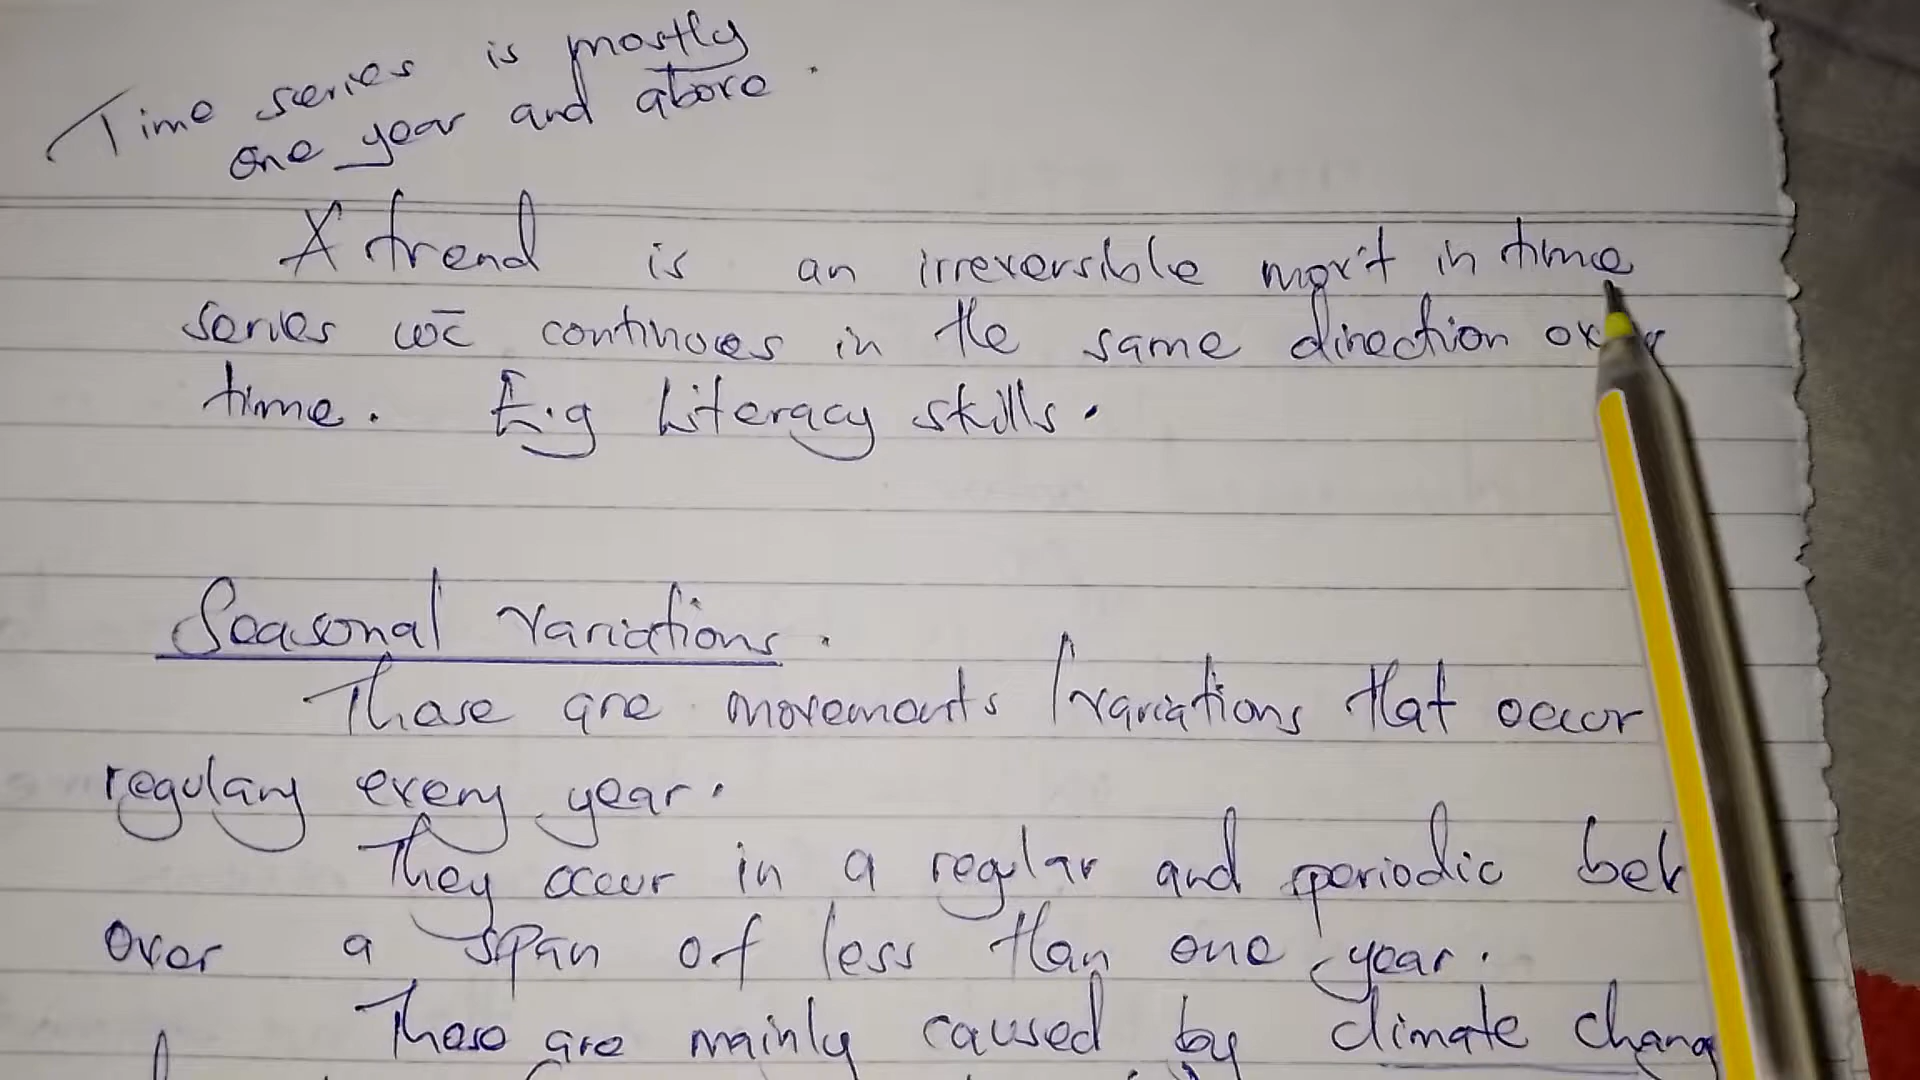 Time series is mostly
one year and above.
A trend is an irreversible mov't in time
series wc̄ continues in the same direction over
time. E.g Literacy skills.
Seasonal variations.
These are movements / variations that occur
regulary every year.
They occur in a regular and periodic beh
over a span of less than one year.
These are mainly caused by climate chang